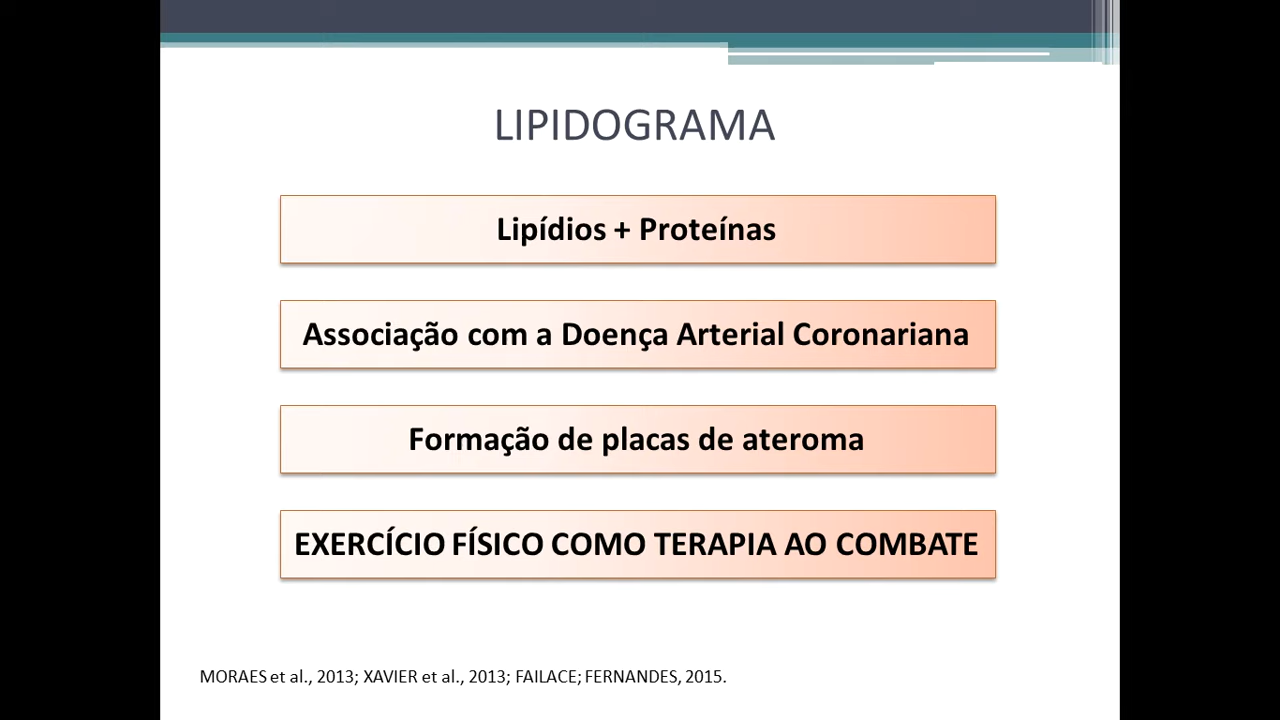 LIPIDOGRAMA
Lipídios + Proteínas
Associação com a Doença Arterial Coronariana
Formação de placas de ateroma
EXERCÍCIO FÍSICO COMO TERAPIA AO COMBATE
MORAES et al., 2013; XAVIER et al., 2013; FAILACE; FERNANDES, 2015.